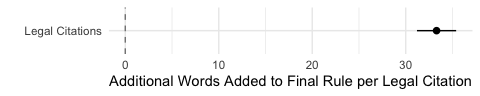 Legal Citations
0 10 20 30
Additional Words Added to Final Rule per Legal Citation